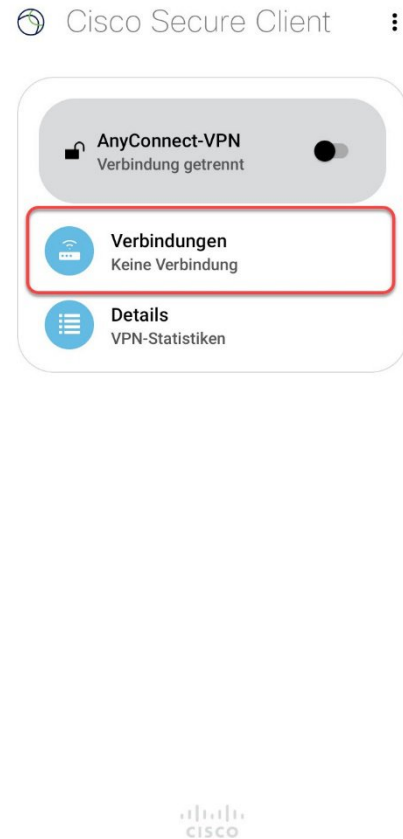 Cisco Secure Client
AnyConnect-VPN
Verbindung getrennt
Verbindungen
Keine Verbindung
Details
VPN-Statistiken
CISCO